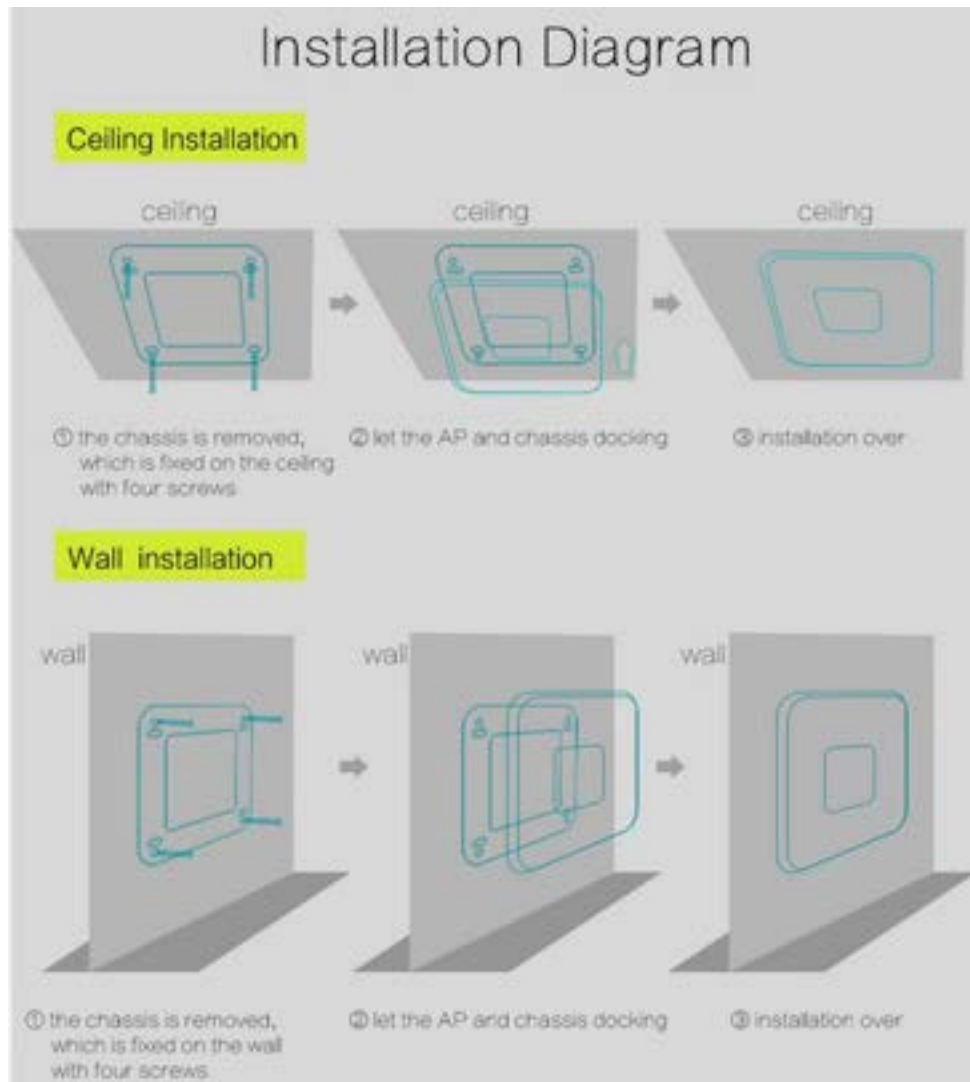 Installation Diagram
Ceiling Installation
ceiling
ceiling
ceiling
① the chassis is removed,
which is fixed on the ceiling
with four screws
② let the AP and chassis docking
③ installation over
Wall installation
wall
wall
wall
① the chassis is removed,
which is fixed on the wall
with four screws
② let the AP and chassis docking
③ installation over